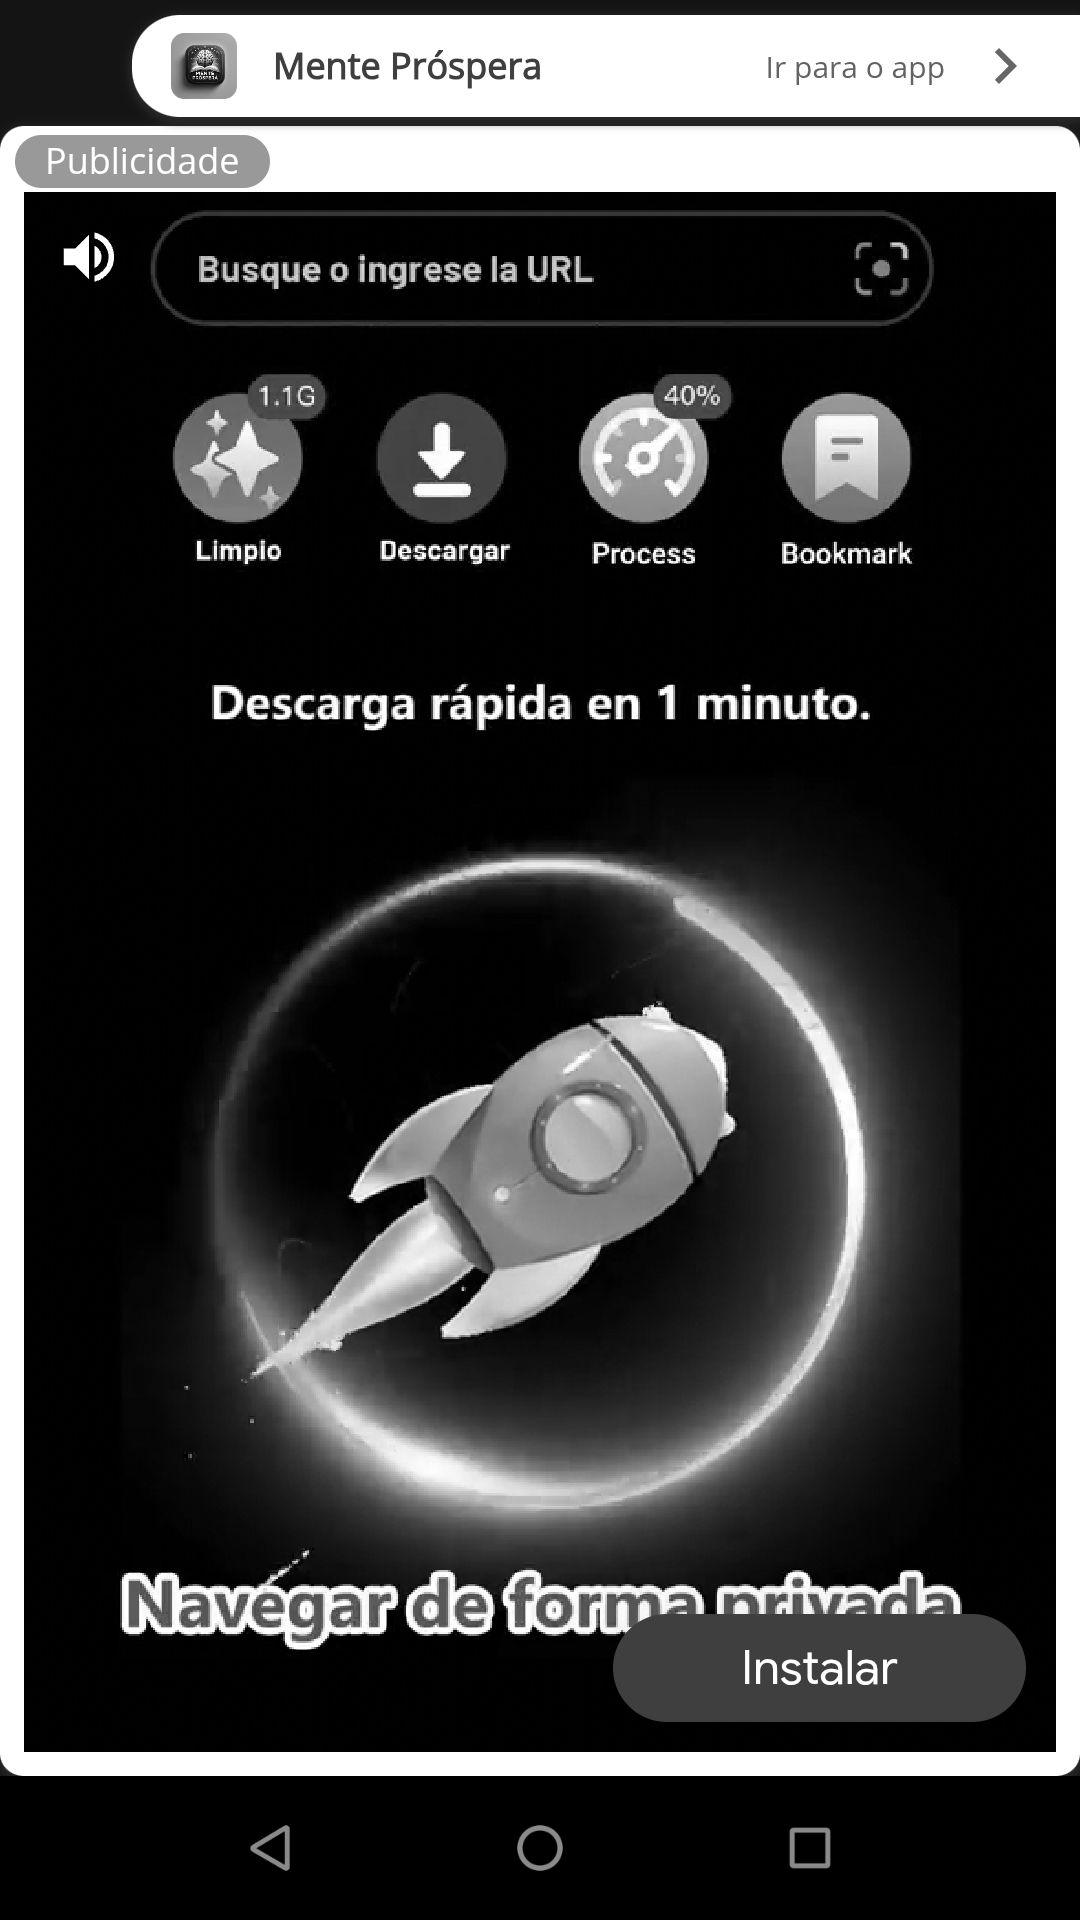 Mente Próspera
Ir para o app
Publicidade
Busque o ingrese la URL
1.1G
40%
Limpio
Descargar
Process
Bookmark
Descarga rápida en 1 minuto.
Navegar de forma privada
Instalar